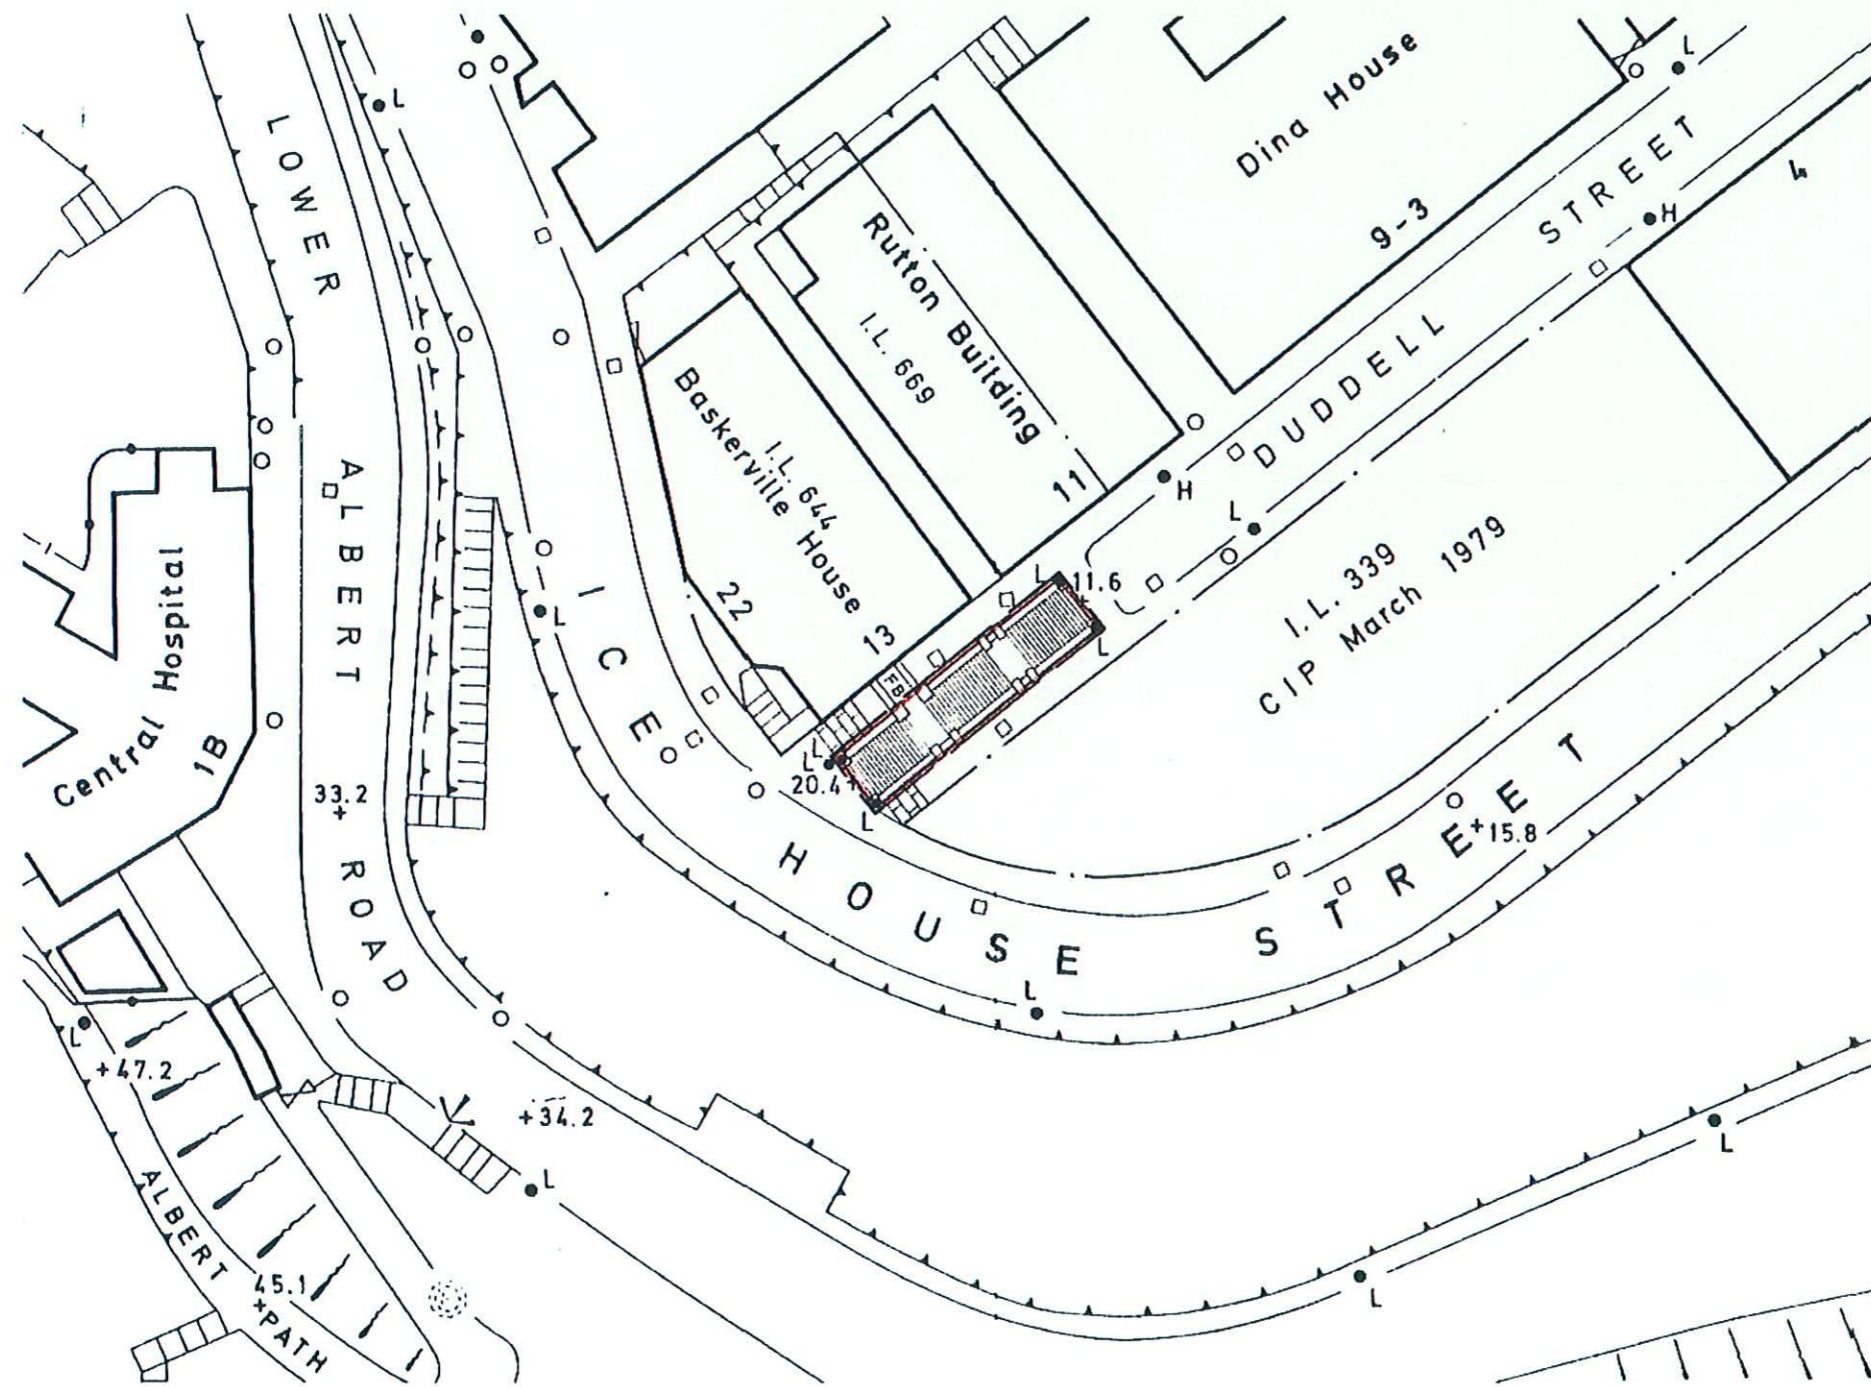 L
L
Dina House
9-3
DUDDELL STREET
H
4
LOWER ALBERT ROAD
Rutton Building
I.L. 669
11
Baskerville House
I.L. 644
22
13
H
L
L
11.6
L
FB
L
L
20.4
L
I.L. 339
CIP March 1979
Central Hospital
1B
33.2
L
ICE HOUSE STREET
15.8
L
L
47.2
34.2
L
L
L
ALBERT PATH
45.1